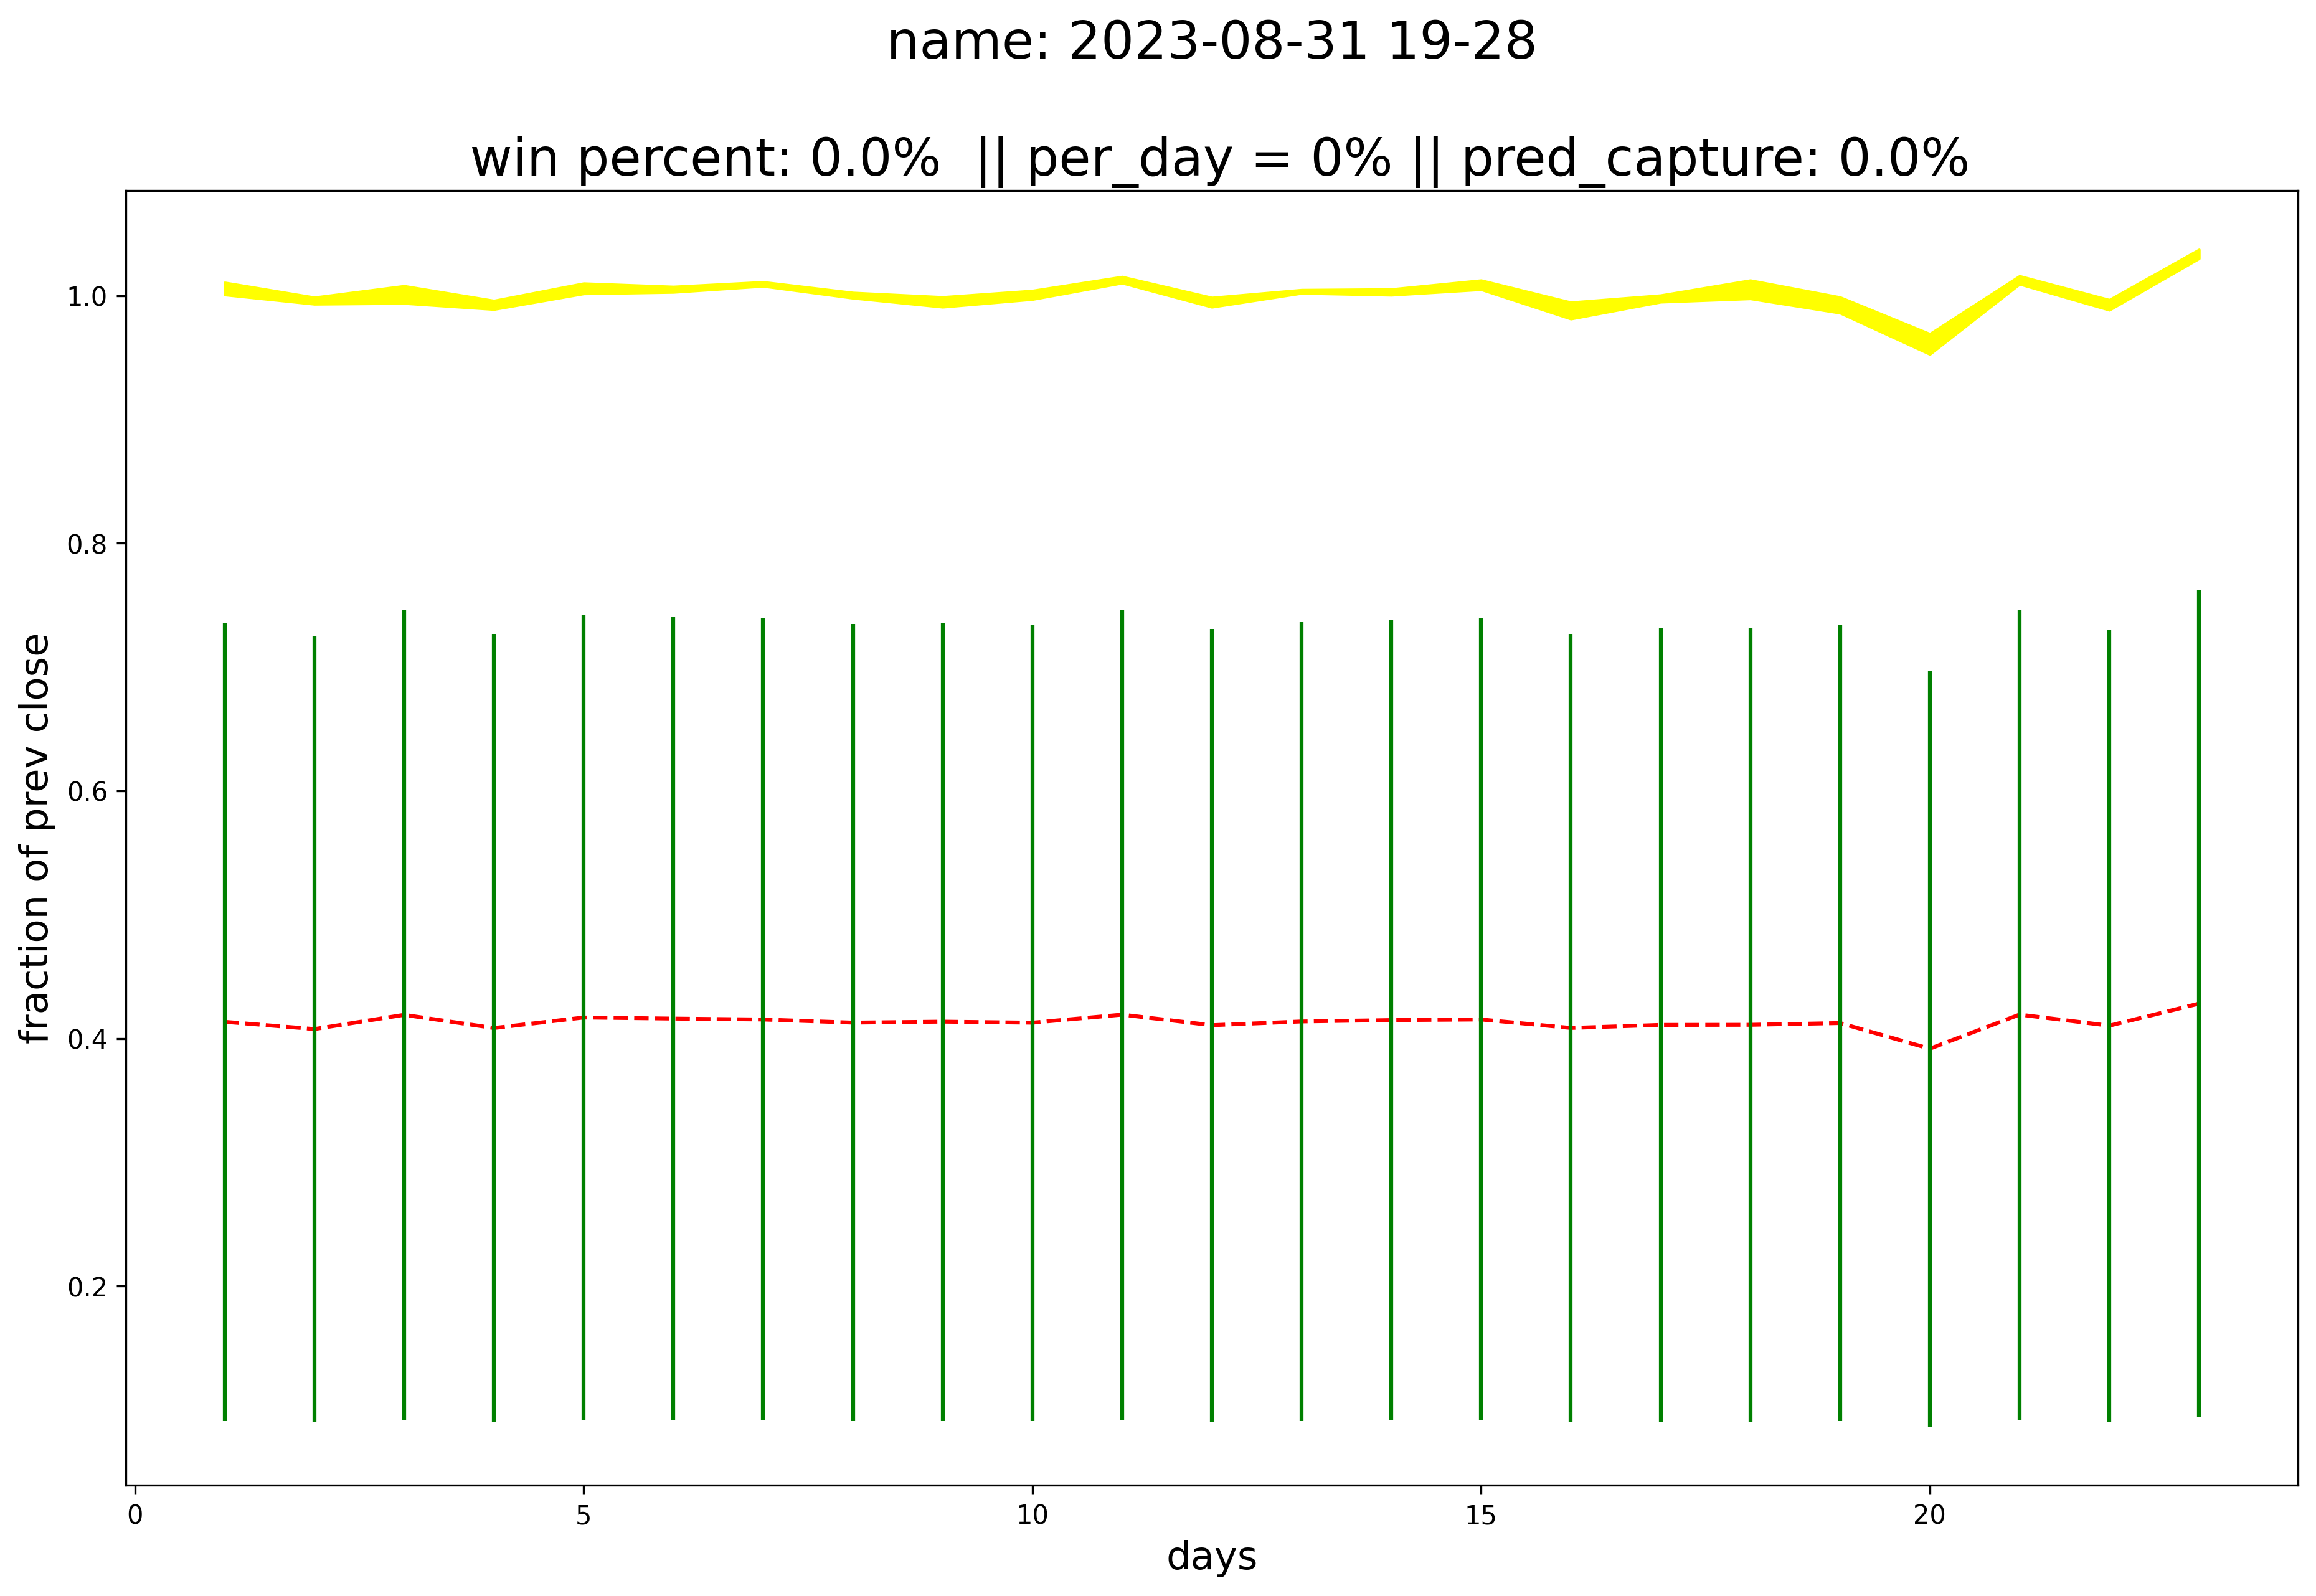 name: 2023-08-31 19-28
win percent: 0.0%  || per_day = 0% || pred_capture: 0.0%
fraction of prev close
1.0
0.8
0.6
0.4
0.2
0 5 10 15 20
days